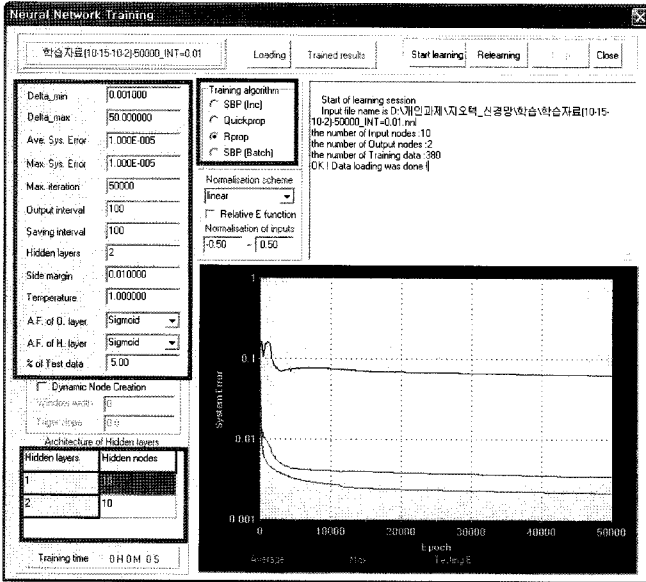 Neural Network Training
학습자료(10-15-10-2)-50000_INT=0.01
Loading
Trained results
Start learning
Relearning
Close
Delta_min 0.001000
Delta_max 50.000000
Ave. Sys. Error 1.000E-005
Max. Sys. Error 1.000E-005
Max. iteration 50000
Output interval 100
Saving interval 100
Hidden layers 2
Side margin 0.010000
Temperature 1.000000
A.F. of O. layer Sigmoid
A.F. of H. layer Sigmoid
% of Test data 5.00
Dynamic Node Creation
Window width 0
Architecture of Hidden layers
Hidden layers Hidden nodes
1
2 10
Training time 0 H 0 M 0 S
Training algorithm
SBP (Inc)
Quickprop
Rprop
SBP (Batch)
Normalisation scheme
linear
Relative E function
Normalisation of inputs
-0.50 ~ 0.50
Start of learning session
Input file name is D:\개인과제\지오텍_신경망\학습\학습자료(10-15-
10-2)-50000_INT=0.01.nnl
the number of Input nodes :10
the number of Output nodes :2
the number of Training data :380
OK ! Data loading was done !
1
0.1
0.01
0.001
System Error
10000 20000 30000 40000 50000
Epoch
Average Max Testing E